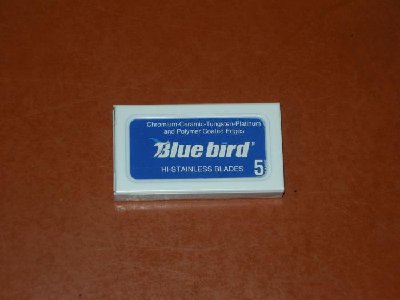 Chromium-Ceramic-Tungsten-Platinum
and Polymer Coated Edges
Blue bird®
HI-STAINLESS BLADES 5